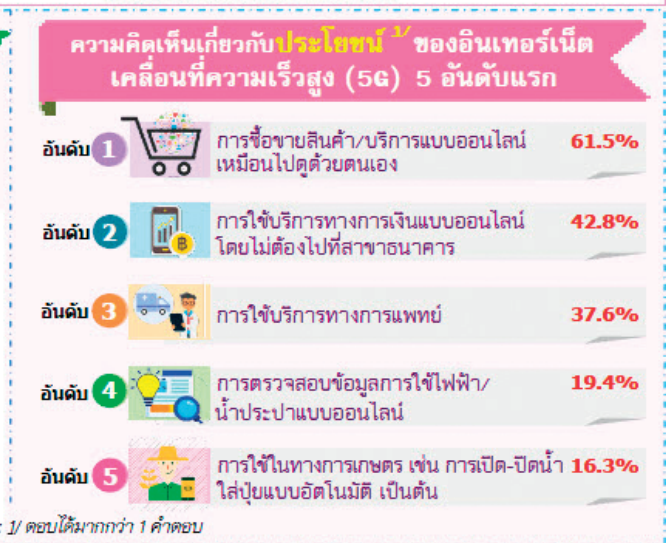 ความคิดเห็นเกี่ยวกับประโยชน์ 1/ ของอินเทอร์เน็ต
เคลื่อนที่ความเร็วสูง (5G) 5 อันดับแรก
อันดับ 1 การซื้อขายสินค้า/บริการแบบออนไลน์ 61.5%
เหมือนไปดูด้วยตนเอง
อันดับ 2 การใช้บริการทางการเงินแบบออนไลน์ 42.8%
โดยไม่ต้องไปที่สาขาธนาคาร
อันดับ 3 การใช้บริการทางการแพทย์ 37.6%
อันดับ 4 การตรวจสอบข้อมูลการใช้ไฟฟ้า/ 19.4%
น้ำประปาแบบออนไลน์
อันดับ 5 การใช้ในทางการเกษตร เช่น การเปิด-ปิดน้ำ 16.3%
ใส่ปุ๋ยแบบอัตโนมัติ เป็นต้น
: 1/ ตอบได้มากกว่า 1 คำตอบ